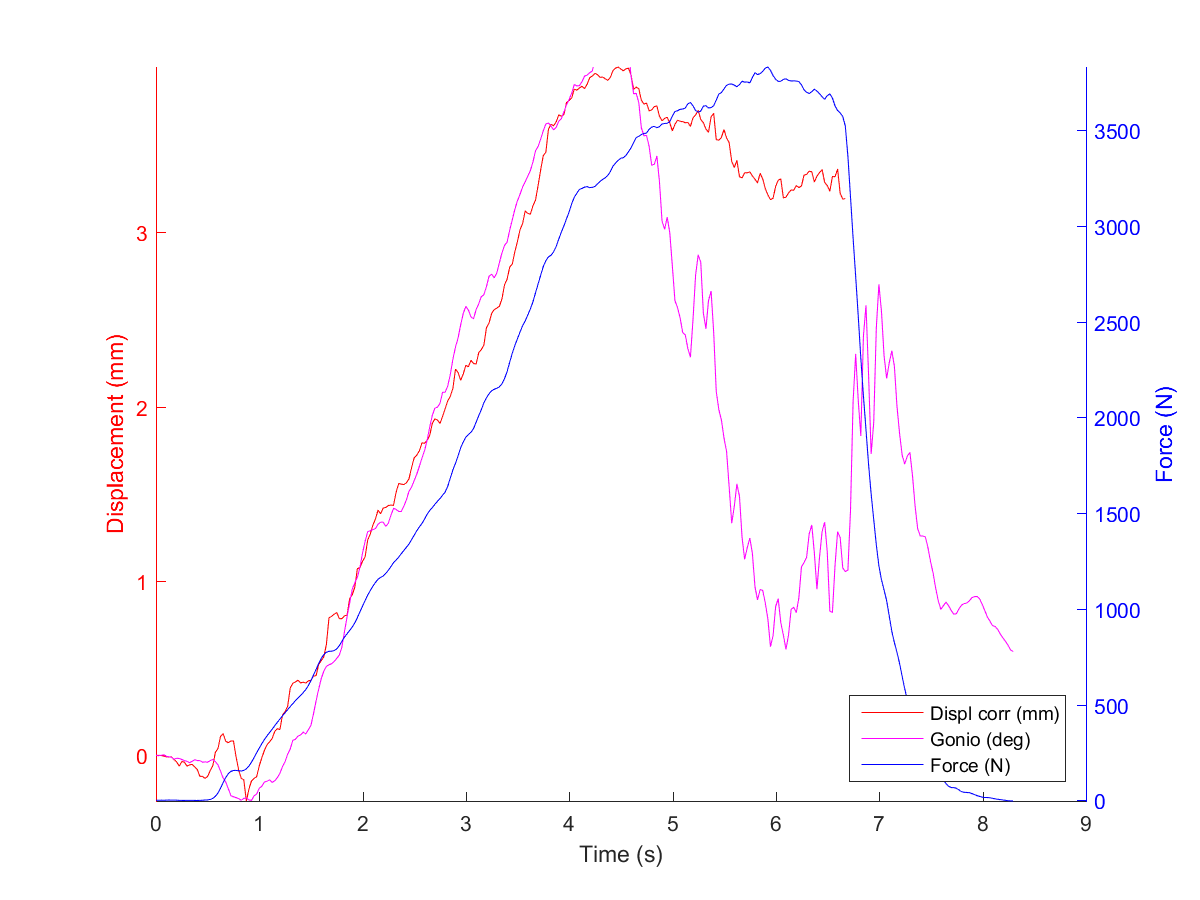 3
2
1
0
Displacement (mm)
3500
3000
2500
2000
1500
1000
500
0
Force (N)
Displ corr (mm)
Gonio (deg)
Force (N)
0 1 2 3 4 5 6 7 8 9
Time (s)